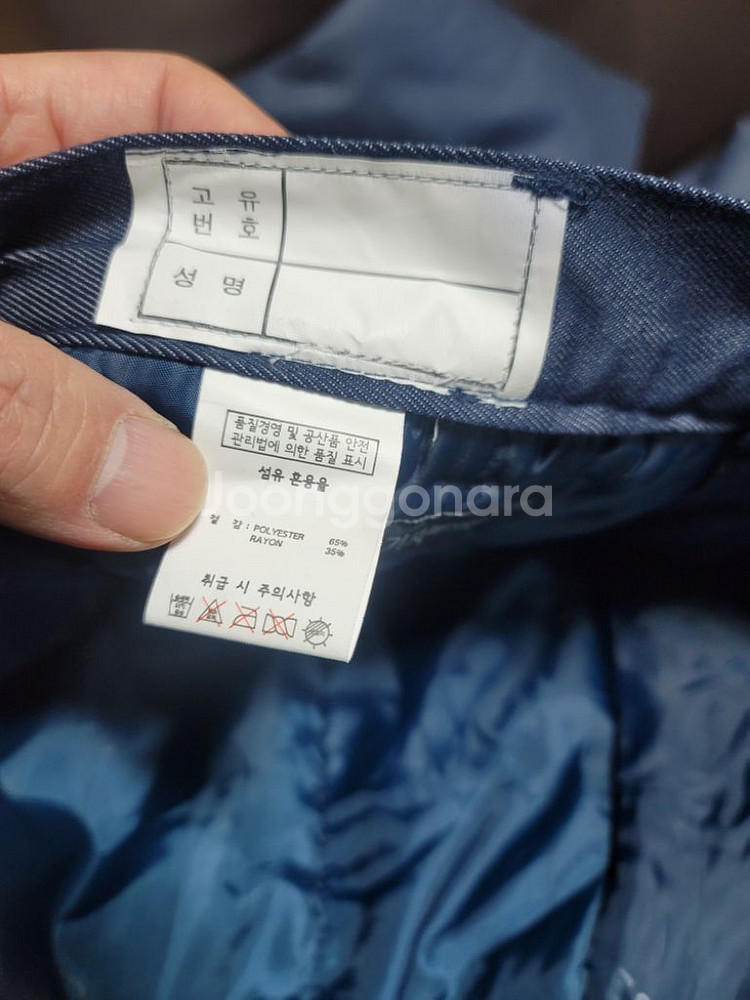 고유
번호
성 명
품질경영 및 공산품 안전
관리법에 의한 품질 표시
섬유 혼용율
겉 감 : POLYESTER 65%
RAYON 35%
취급 시 주의사항
Joonggonara